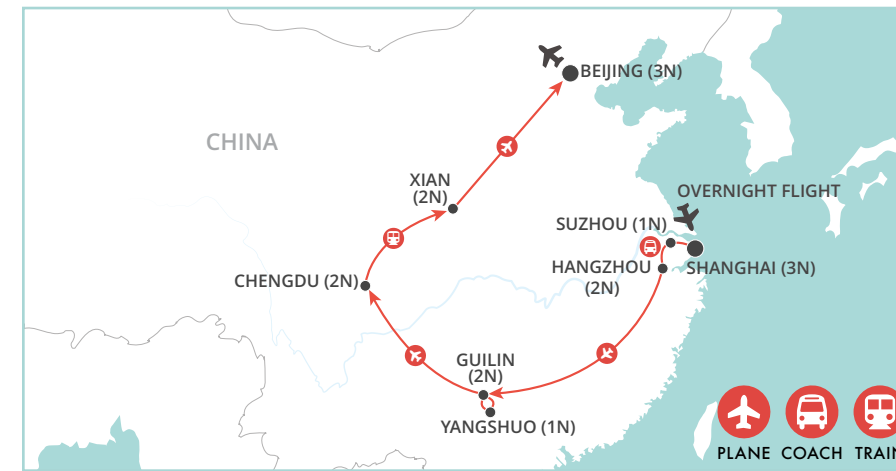 BEIJING (3N)
CHINA
XIAN
(2N)
OVERNIGHT FLIGHT
SUZHOU (1N)
HANGZHOU
(2N)
SHANGHAI (3N)
CHENGDU (2N)
GUILIN
(2N)
YANGSHUO (1N)
PLANE COACH TRAIN